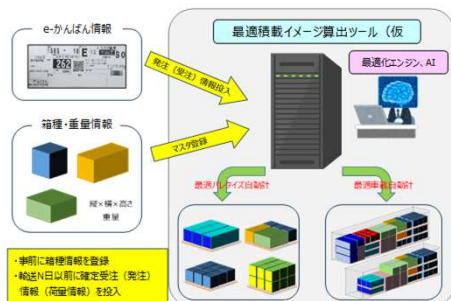 e-かんばん情報
最適積載イメージ算出ツール（仮
262
E
最適化エンジン、AI
発注（受注）情報投入
箱種・重量情報
マスタ登録
縦×横×高さ
重量
最適パレタイズ自動計
最適車載自動計
・事前に箱種情報を登録
・輸送N日以前に確定受注（発注）
情報（荷量情報）を投入